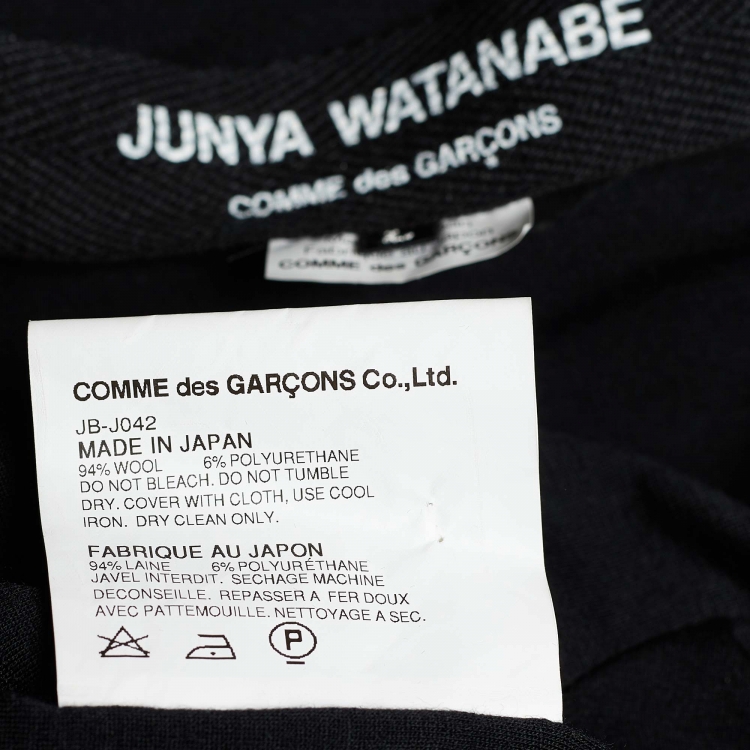 JUNYA WATANABE
COMME des GARÇONS
COMME des GARÇONS
COMME des GARÇONS Co.,Ltd.
JB-J042
MADE IN JAPAN
94% WOOL 6% POLYURETHANE
DO NOT BLEACH. DO NOT TUMBLE
DRY. COVER WITH CLOTH, USE COOL
IRON. DRY CLEAN ONLY.
FABRIQUE AU JAPON
94% LAINE 6% POLYURÉTHANE
JAVEL INTERDIT. SECHAGE MACHINE
DECONSEILLE. REPASSER A FER DOUX
AVEC PATTEMOUILLE. NETTOYAGE A SEC.
P